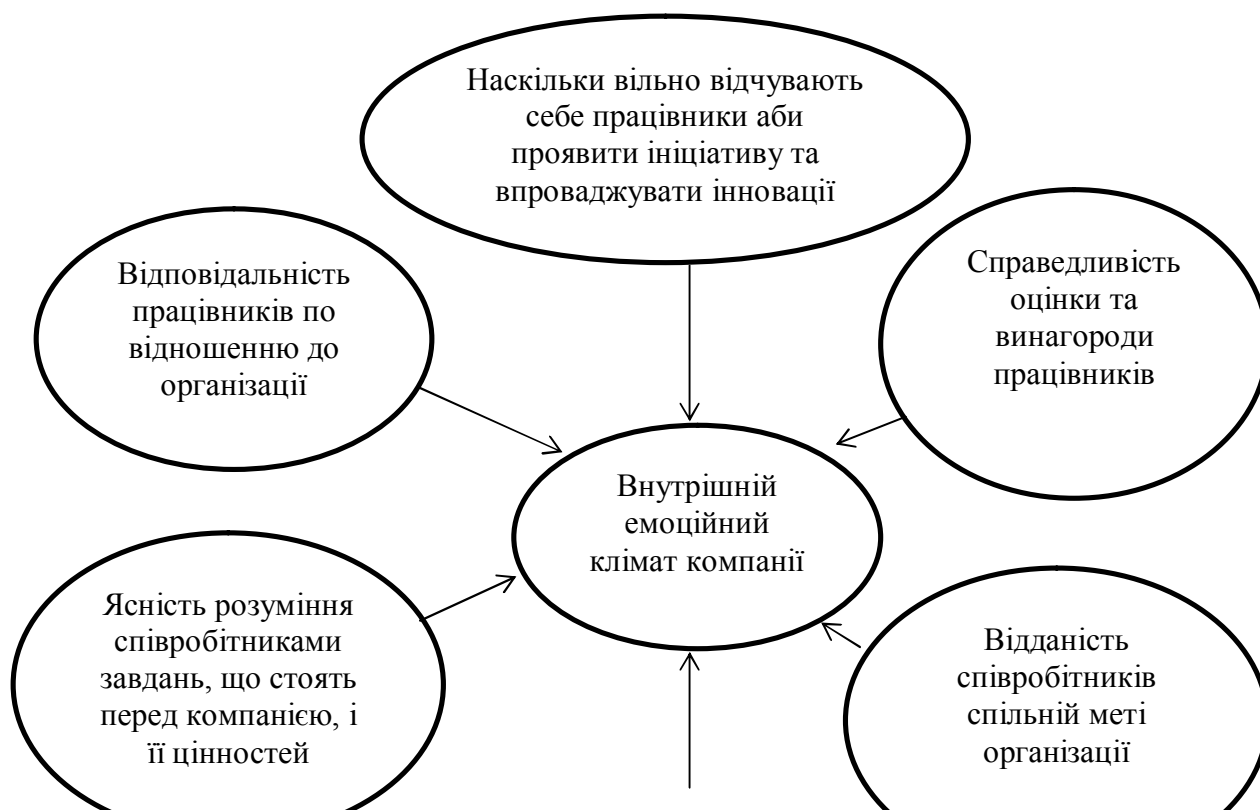 Наскільки вільно відчувають
себе працівники аби
проявити ініціативу та
впроваджувати інновації
Відповідальність
працівників по
відношенню до
організації
Справедливість
оцінки та
винагороди
працівників
Внутрішній
емоційний
клімат компанії
Ясність розуміння
співробітниками
завдань, що стоять
перед компанією, і
її цінностей
Відданість
співробітників
спільній меті
організації